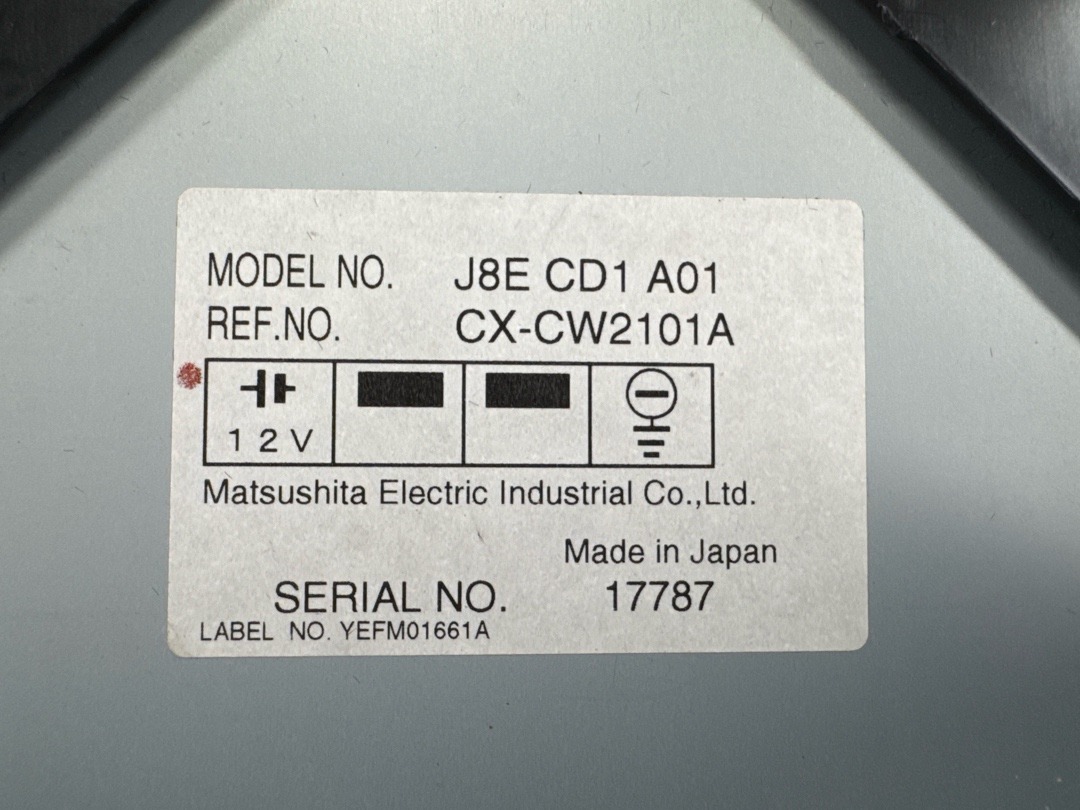 MODEL NO. J8E CD1 A01
REF.NO. CX-CW2101A
12V
Matsushita Electric Industrial Co.,Ltd.
Made in Japan
SERIAL NO. 17787
LABEL NO. YEFM01661A